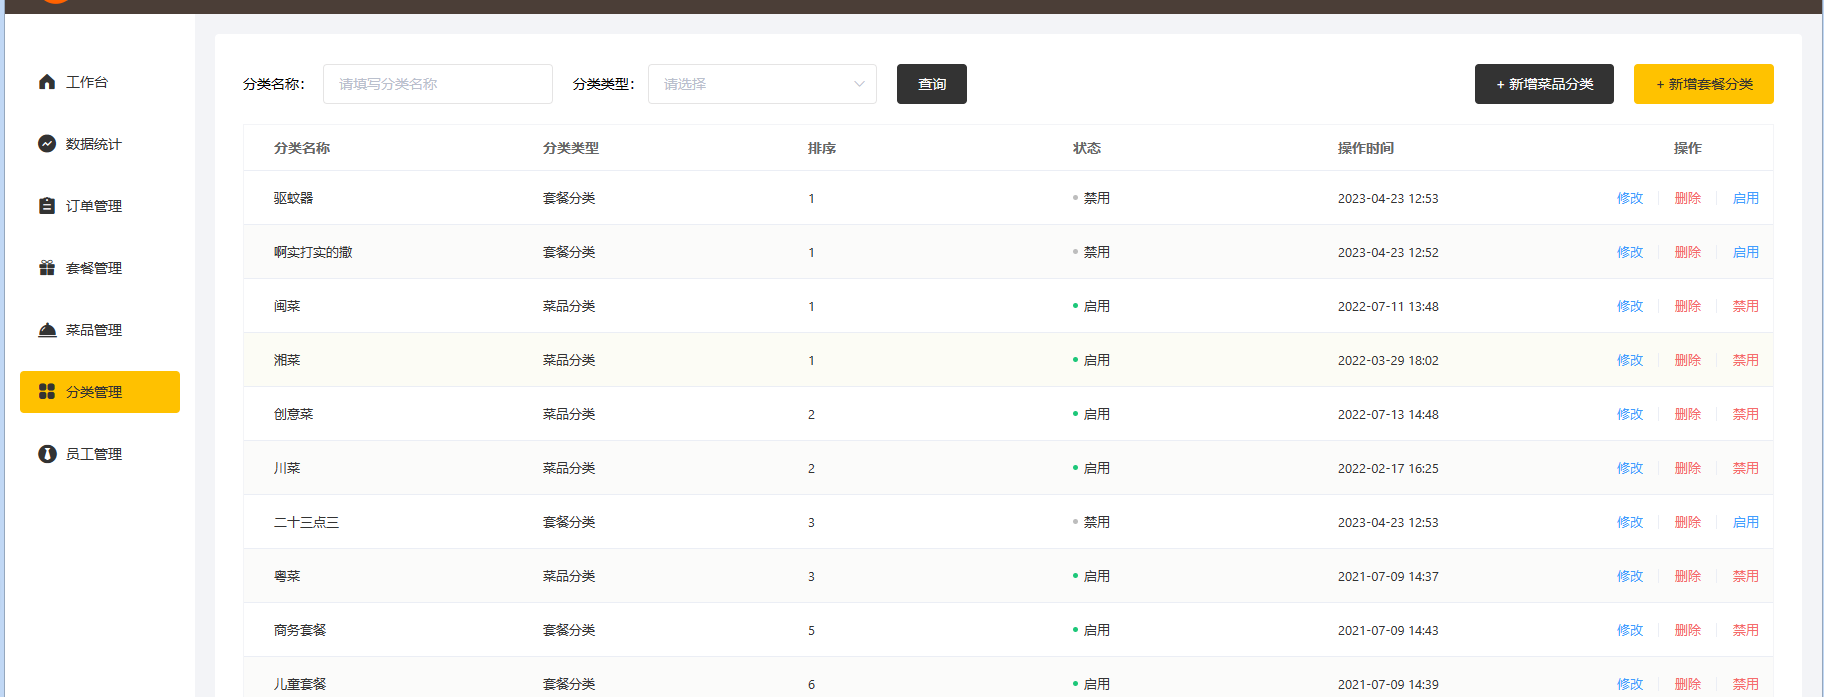 工作台
数据统计
订单管理
套餐管理
菜品管理
分类管理
员工管理
分类名称： 请填写分类名称 分类类型： 请选择 查询 + 新增菜品分类 + 新增套餐分类
分类名称 分类类型 排序 状态 操作时间 操作
驱蚊器 套餐分类 1 禁用 2023-04-23 12:53 修改 删除 启用
啊实打实的撒 套餐分类 1 禁用 2023-04-23 12:52 修改 删除 启用
闽菜 菜品分类 1 启用 2022-07-11 13:48 修改 删除 禁用
湘菜 菜品分类 1 启用 2022-03-29 18:02 修改 删除 禁用
创意菜 菜品分类 2 启用 2022-07-13 14:48 修改 删除 禁用
川菜 菜品分类 2 启用 2022-02-17 16:25 修改 删除 禁用
二十三点三 套餐分类 3 禁用 2023-04-23 12:53 修改 删除 启用
粤菜 菜品分类 3 启用 2021-07-09 14:37 修改 删除 禁用
商务套餐 套餐分类 5 启用 2021-07-09 14:43 修改 删除 禁用
儿童套餐 套餐分类 6 启用 2021-07-09 14:39 修改 删除 禁用